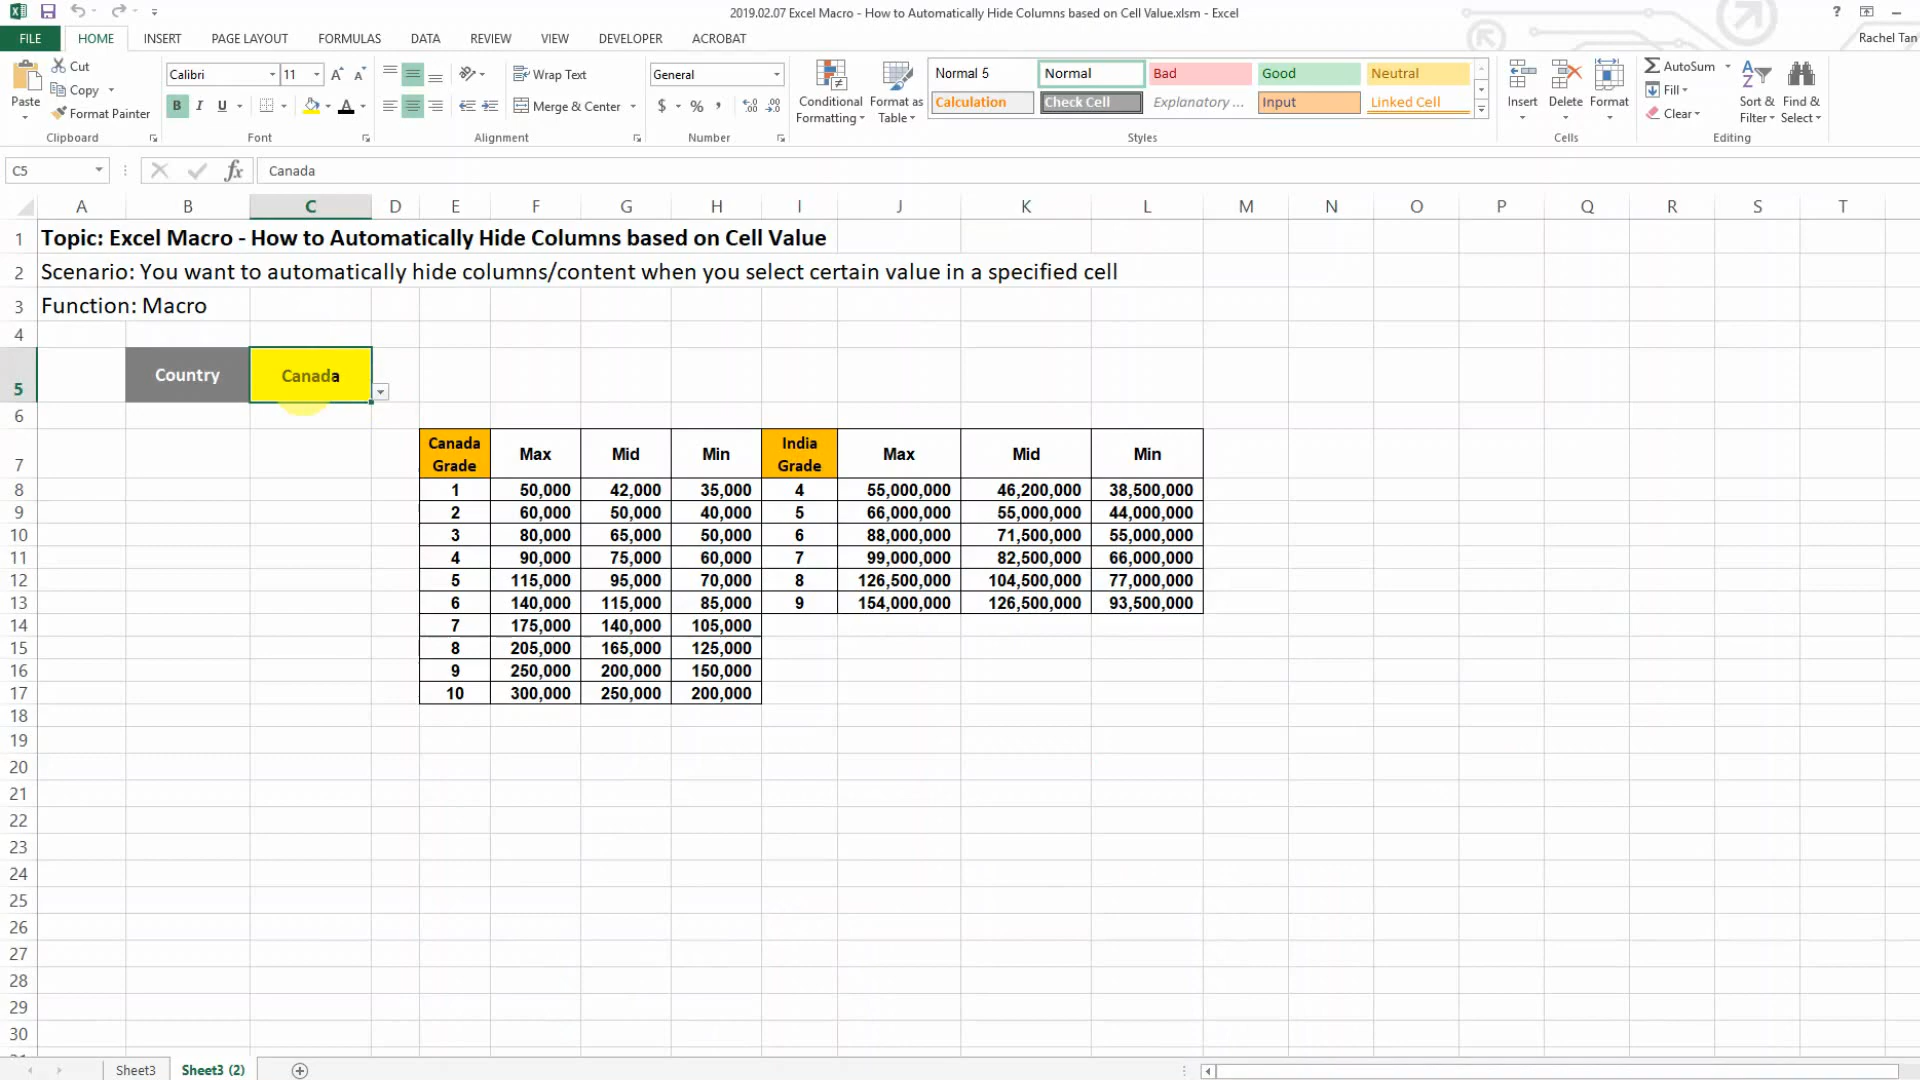 2019.02.07 Excel Macro - How to Automatically Hide Columns based on Cell Value.xlsm - Excel
?
FILE HOME INSERT PAGE LAYOUT FORMULAS DATA REVIEW VIEW DEVELOPER ACROBAT
Rachel Tan
Cut
Copy
Format Painter
Paste
Clipboard
Calibri 11
B I U
Font
Wrap Text
Merge & Center
Alignment
General
$ % ,
Number
Conditional Formatting
Format as Table
Normal 5 Normal Bad Good Neutral
Calculation Check Cell Explanatory ... Input Linked Cell
Styles
Insert Delete Format
Cells
AutoSum
Fill
Clear
Sort & Filter
Find & Select
Editing
C5 fx Canada
A B C D E F G H I J K L M N O P Q R S T
1 Topic: Excel Macro - How to Automatically Hide Columns based on Cell Value
2 Scenario: You want to automatically hide columns/content when you select certain value in a specified cell
3 Function: Macro
4
5 Country Canada
6
7 Canada Grade Max Mid Min India Grade Max Mid Min
8 1 50,000 42,000 35,000 4 55,000,000 46,200,000 38,500,000
9 2 60,000 50,000 40,000 5 66,000,000 55,000,000 44,000,000
10 3 80,000 65,000 50,000 6 88,000,000 71,500,000 55,000,000
11 4 90,000 75,000 60,000 7 99,000,000 82,500,000 66,000,000
12 5 115,000 95,000 70,000 8 126,500,000 104,500,000 77,000,000
13 6 140,000 115,000 85,000 9 154,000,000 126,500,000 93,500,000
14 7 175,000 140,000 105,000
15 8 205,000 165,000 125,000
16 9 250,000 200,000 150,000
17 10 300,000 250,000 200,000
18
19
20
21
22
23
24
25
26
27
28
29
30
Sheet3 Sheet3 (2)